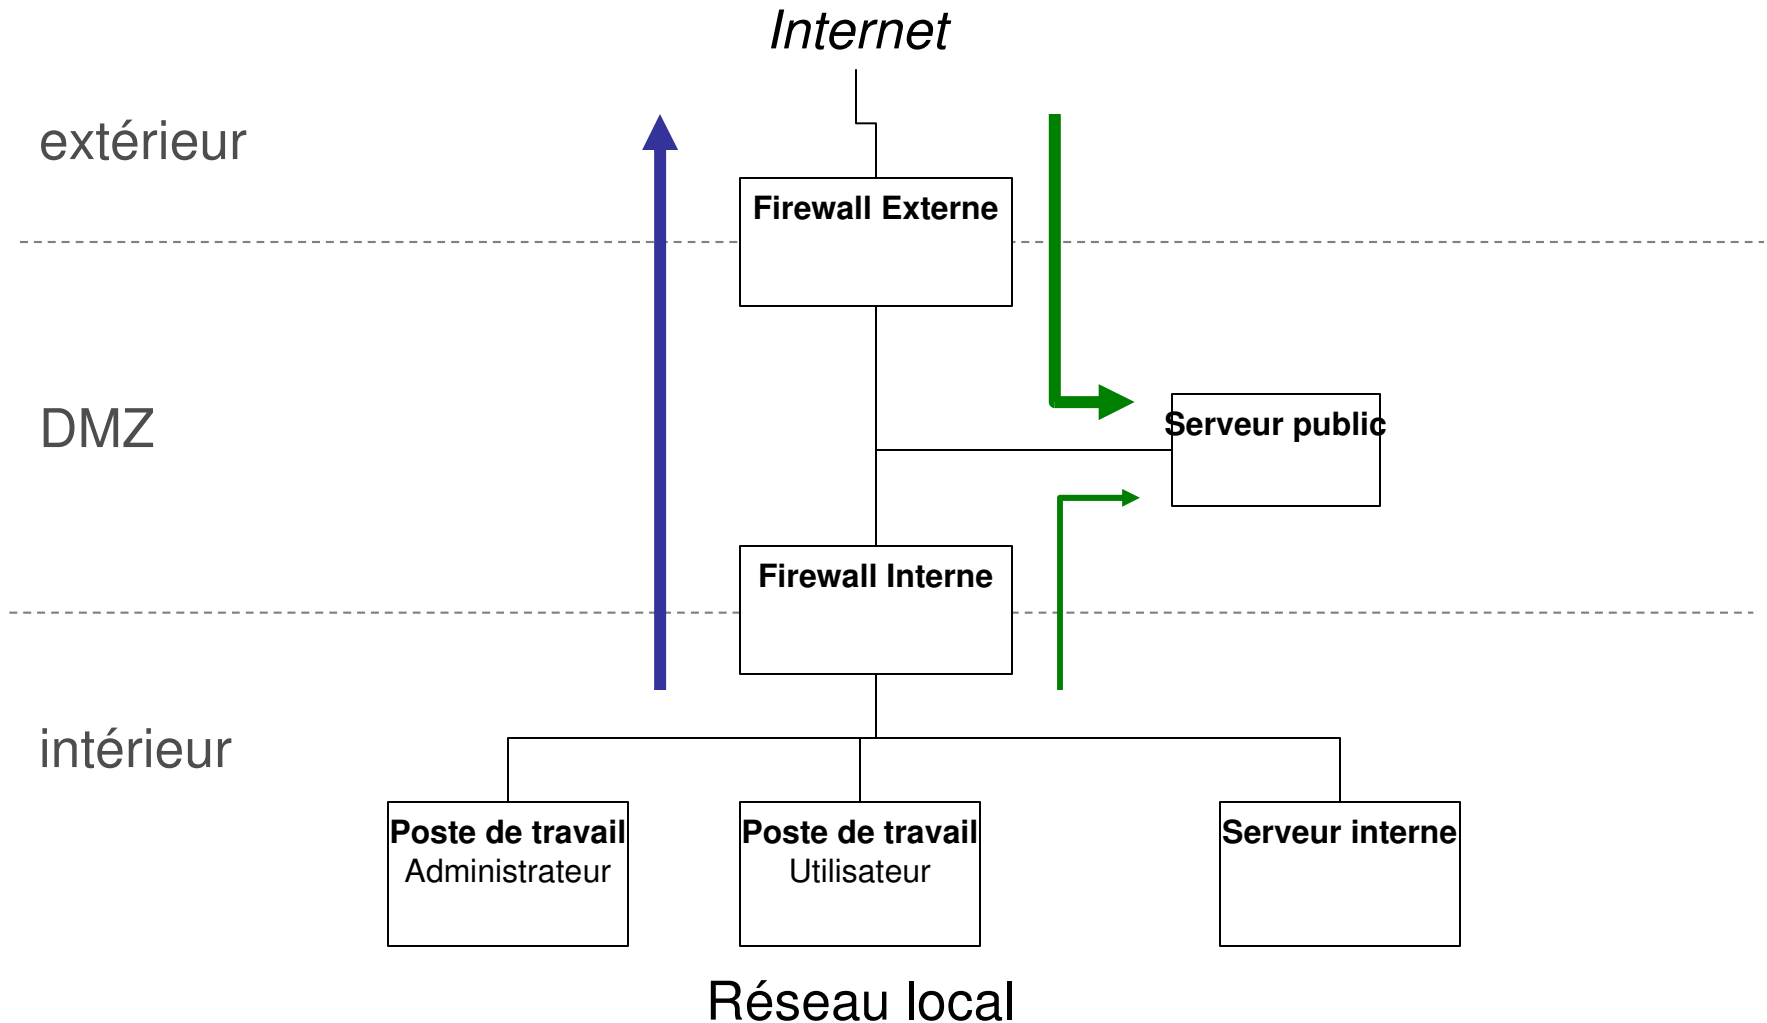 Internet
extérieur
Firewall Externe
DMZ
Serveur public
Firewall Interne
intérieur
Poste de travail
Administrateur
Poste de travail
Utilisateur
Serveur interne
Réseau local